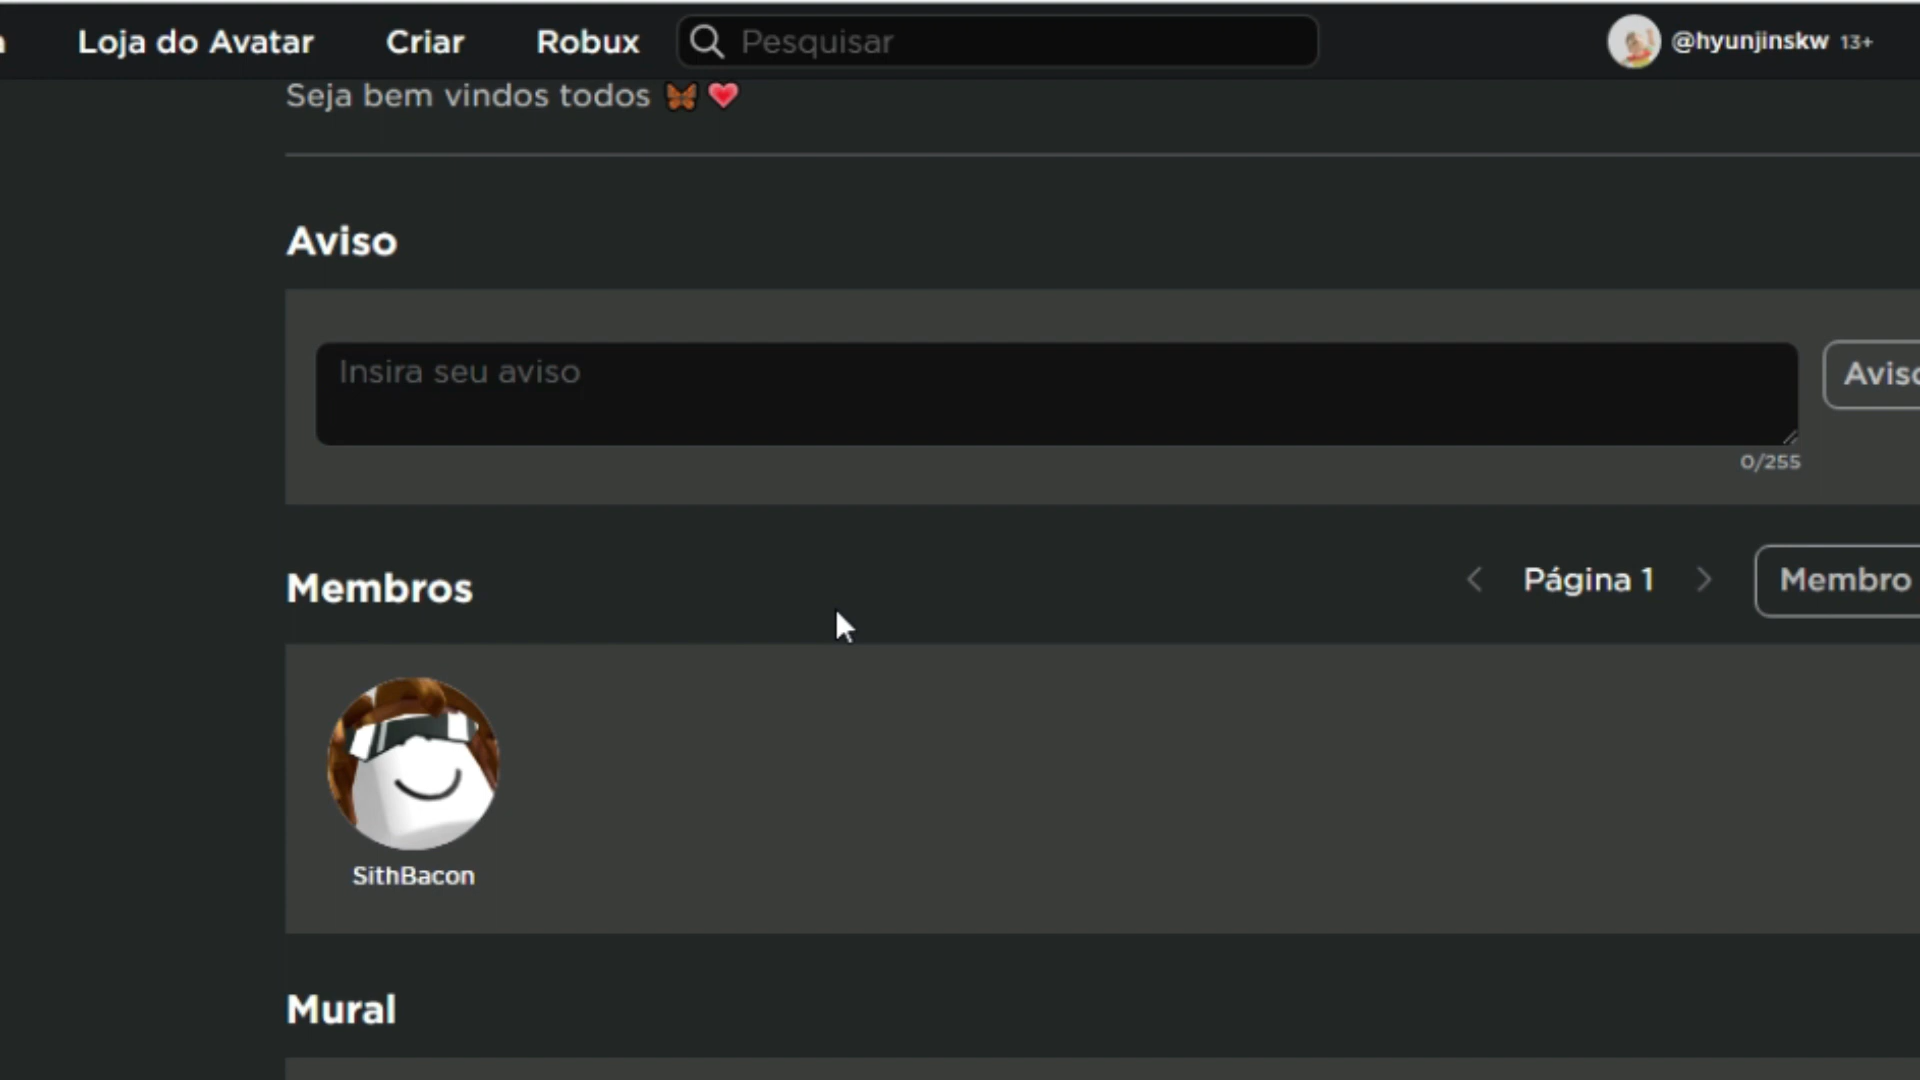 Loja do Avatar Criar Robux Pesquisar @hyunjinskw 13+
Seja bem vindos todos 🦋❤️
Aviso
Insira seu aviso
Aviso
0/255
Membros
Página 1
Membro
SithBacon
Mural